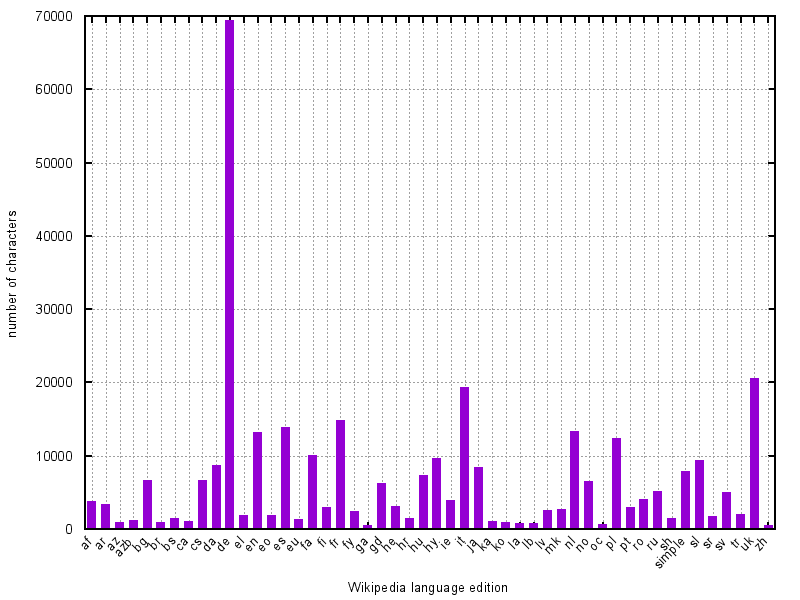 70000
60000
50000
40000
30000
20000
10000
0
number of characters
af ar az azb bg br bs ca cs da de el en eo es eu fa fi fr fy ga gd he hr hu hy ie it ja ka ko la lb lv mk nl no oc pl pt ro ru sh simple sl sr sv tr uk zh
Wikipedia language edition